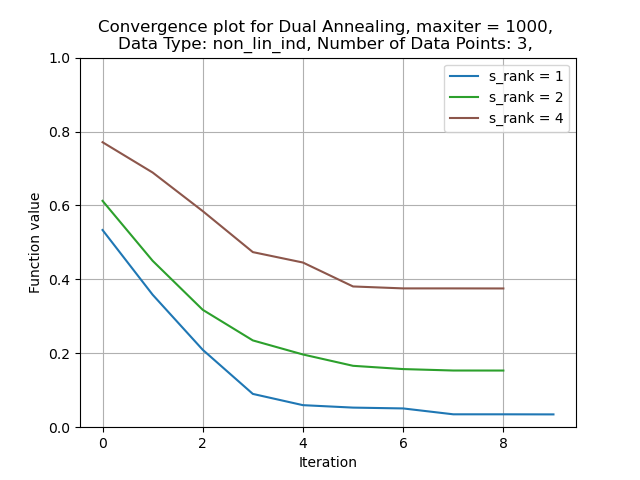 Convergence plot for Dual Annealing, maxiter = 1000,
Data Type: non_lin_ind, Number of Data Points: 3,
1.0
0.8
0.6
0.4
0.2
0.0
Function value
s_rank = 1
s_rank = 2
s_rank = 4
0 2 4 6 8
Iteration